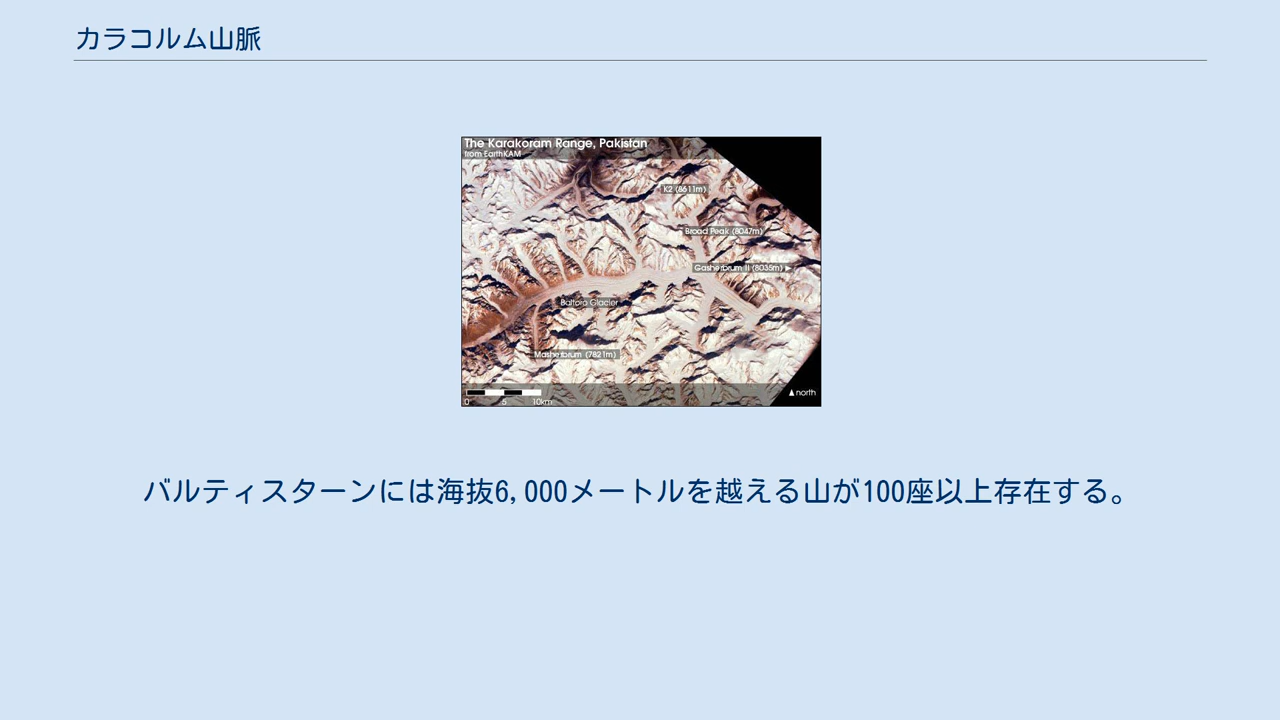 カラコルム山脈
The Karakoram Range, Pakistan
from EarthKAM
K2 (8611m)
Broad Peak (8047m)
Gasherbrum II (8035m) ▶
Baltoro Glacier
Masherbrum (7821m)
0 5 10km
▲north
バルティスターンには海抜6,000メートルを越える山が100座以上存在する。